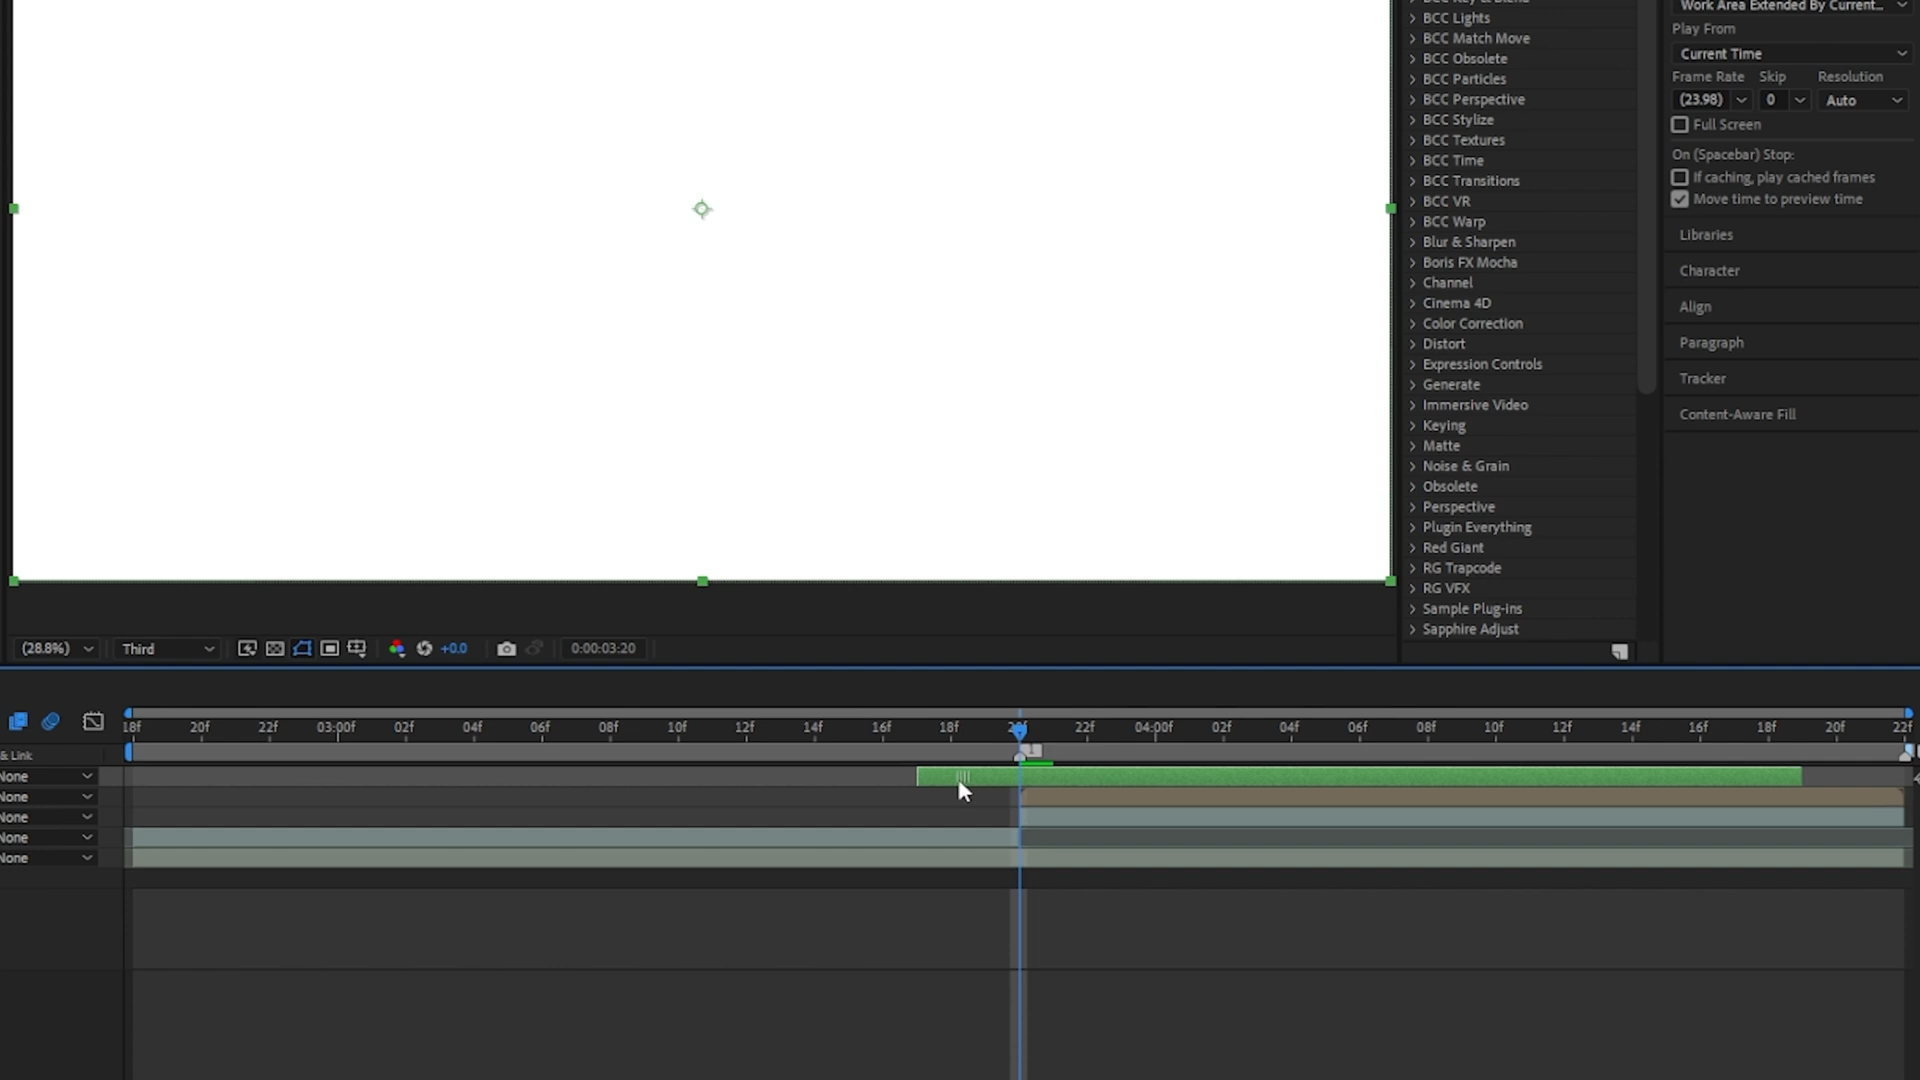 Work Area Extended By Current...
BCC Lights
Play From
BCC Match Move
Current Time
BCC Obsolete
Frame Rate Skip Resolution
BCC Particles
(23.98) 0 Auto
BCC Perspective
Full Screen
BCC Stylize
BCC Textures
On (Spacebar) Stop:
BCC Time
If caching, play cached frames
BCC Transitions
Move time to preview time
BCC VR
BCC Warp
Libraries
Blur & Sharpen
Boris FX Mocha
Character
Channel
Cinema 4D
Align
Color Correction
Distort
Paragraph
Expression Controls
Tracker
Generate
Immersive Video
Content-Aware Fill
Keying
Matte
Noise & Grain
Obsolete
Perspective
Plugin Everything
Red Giant
RG Trapcode
RG VFX
Sample Plug-ins
Sapphire Adjust
(28.8%) Third +0.0 0:00:03:20
18f 20f 22f 03:00f 02f 04f 06f 08f 10f 12f 14f 16f 18f 22f 04:00f 02f 04f 06f 08f 10f 12f 14f 16f 18f 20f 22f
1
& Link
None
None
None
None
None